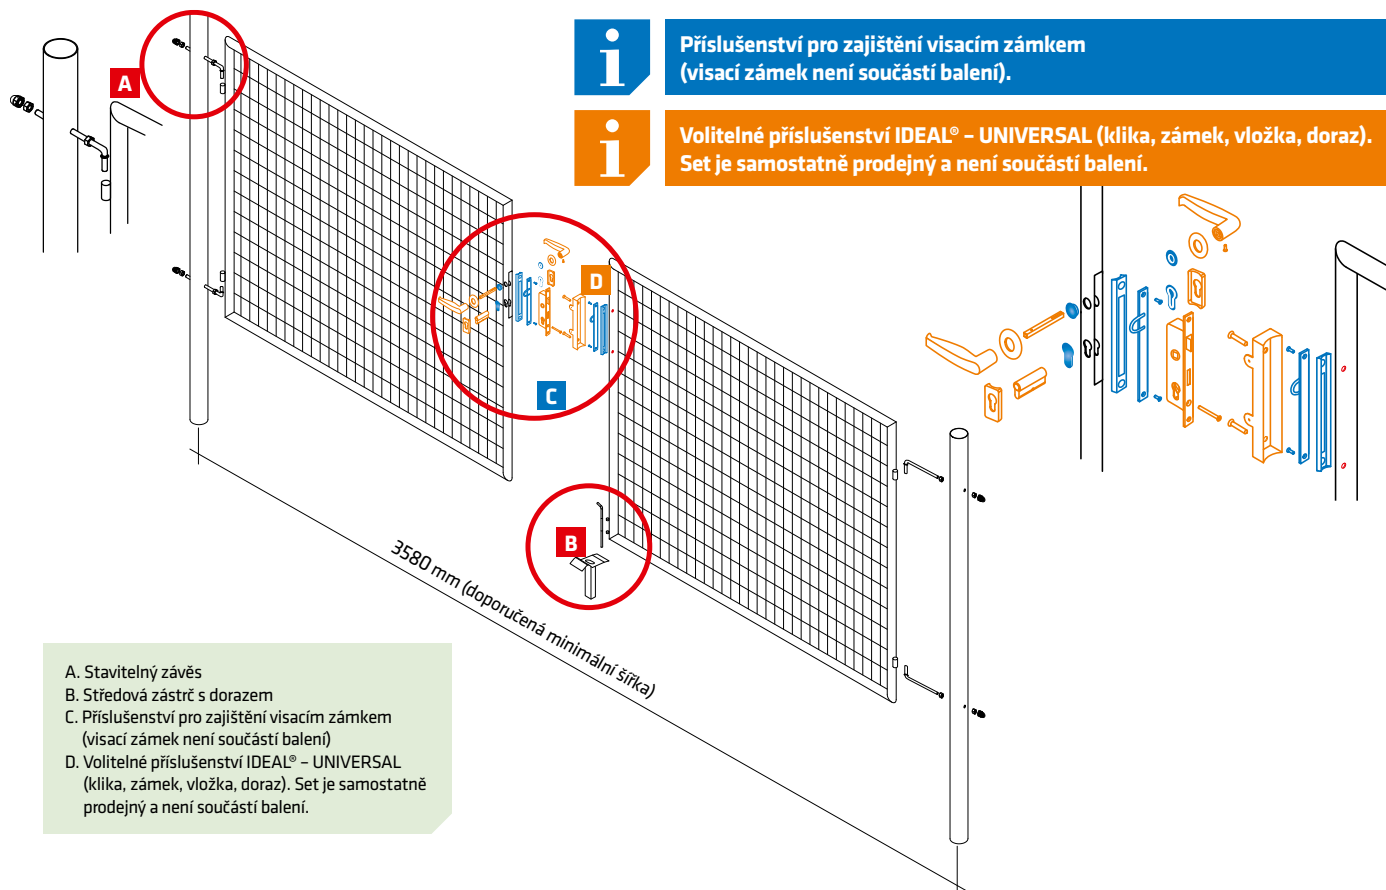 Příslušenství pro zajištění visacím zámkem
(visací zámek není součástí balení).
Volitelné příslušenství IDEAL® – UNIVERSAL (klika, zámek, vložka, doraz).
Set je samostatně prodejný a není součástí balení.
A
D
C
B
3580 mm (doporučená minimální šířka)
A. Stavitelný závěs
B. Středová zástrč s dorazem
C. Příslušenství pro zajištění visacím zámkem
(visací zámek není součástí balení)
D. Volitelné příslušenství IDEAL® – UNIVERSAL
(klika, zámek, vložka, doraz). Set je samostatně
prodejný a není součástí balení.